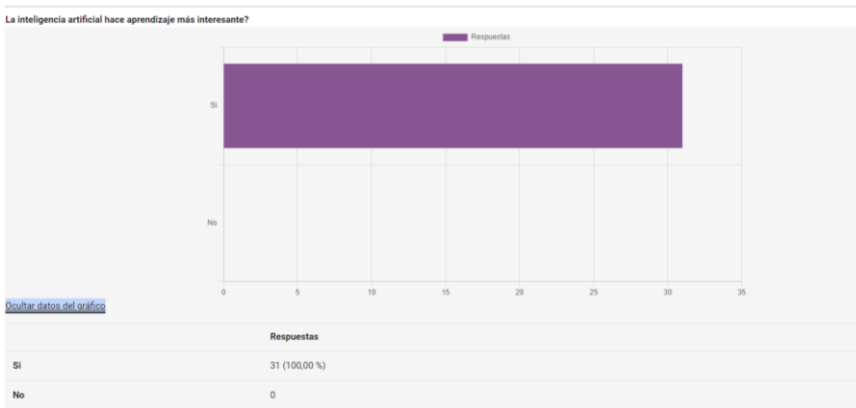 La inteligencia artificial hace aprendizaje más interesante?
Respuestas
Si
No
0 5 10 15 20 25 30 35
Ocultar datos del gráfico
Respuestas
Si 31 (100,00 %)
No 0